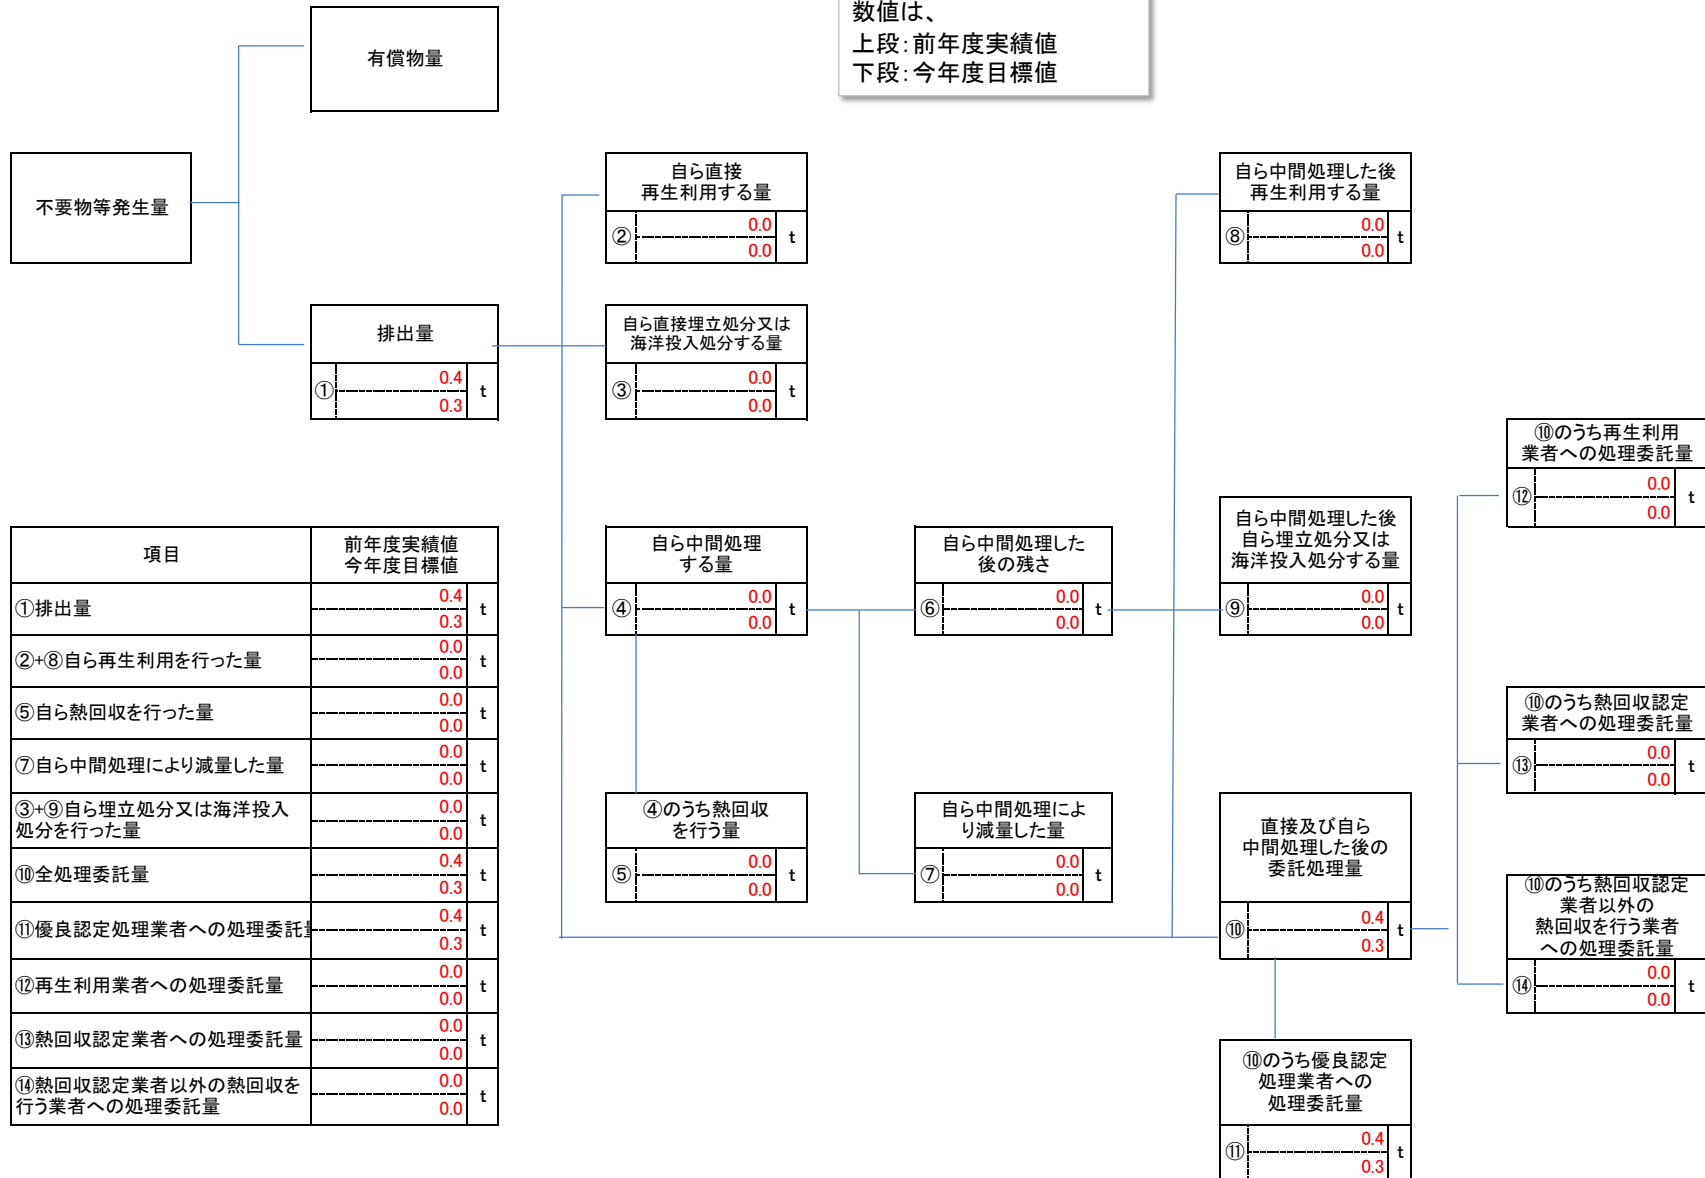 数値は、
上段：前年度実績値
下段：今年度目標値
有償物量
不要物等発生量
自ら直接
再生利用する量
②
0.0
0.0
t
自ら中間処理した後
再生利用する量
⑧
0.0
0.0
t
排出量
①
0.4
0.3
t
自ら直接埋立処分又は
海洋投入処分する量
③
0.0
0.0
t
⑩のうち再生利用
業者への処理委託量
⑫
0.0
0.0
t
自ら中間処理
する量
④
0.0
0.0
t
自ら中間処理した
後の残さ
⑥
0.0
0.0
t
自ら中間処理した後
自ら埋立処分又は
海洋投入処分する量
⑨
0.0
0.0
t
⑩のうち熱回収認定
業者への処理委託量
⑬
0.0
0.0
t
④のうち熱回収
を行う量
⑤
0.0
0.0
t
自ら中間処理によ
り減量した量
⑦
0.0
0.0
t
直接及び自ら
中間処理した後の
委託処理量
⑩
0.4
0.3
t
⑩のうち熱回収認定
業者以外の
熱回収を行う業者
への処理委託量
⑭
0.0
0.0
t
⑩のうち優良認定
処理業者への
処理委託量
⑪
0.4
0.3
t
項目
前年度実績値
今年度目標値
①排出量
0.4
0.3
t
②+⑧自ら再生利用を行った量
0.0
0.0
t
⑤自ら熱回収を行った量
0.0
0.0
t
⑦自ら中間処理により減量した量
0.0
0.0
t
③+⑨自ら埋立処分又は海洋投入
処分を行った量
0.0
0.0
t
⑩全処理委託量
0.4
0.3
t
⑪優良認定処理業者への処理委託
0.4
0.3
t
⑫再生利用業者への処理委託量
0.0
0.0
t
⑬熱回収認定業者への処理委託量
0.0
0.0
t
⑭熱回収認定業者以外の熱回収を
行う業者への処理委託量
0.0
0.0
t